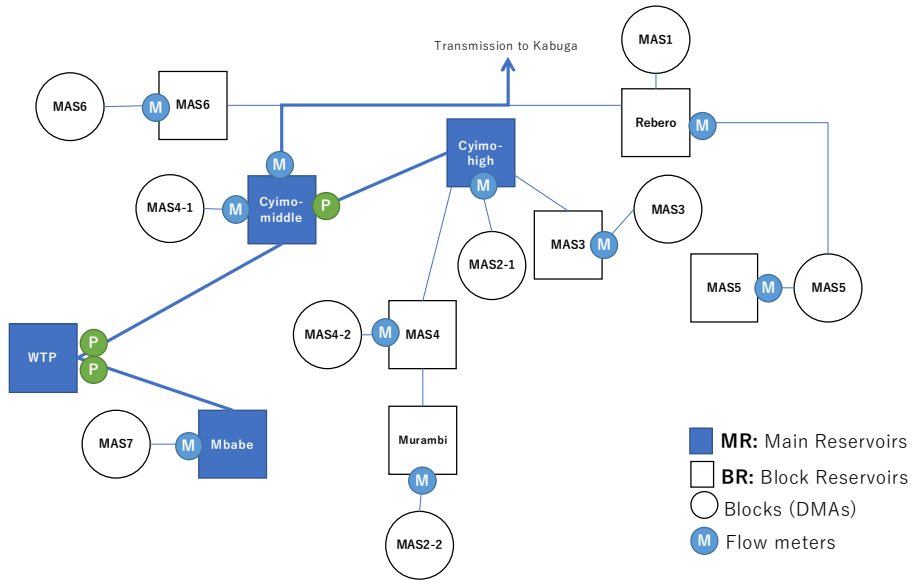 Transmission to Kabuga
MAS1
MAS6
M
MAS6
Rebero
M
Cyimo-
high
M
M
Cyimo-
middle
P
MAS4-1
M
MAS3
MAS3
M
MAS2-1
MAS5
M
MAS5
WTP
P
P
MAS4-2
M
MAS4
MAS7
M
Mbabe
Murambi
M
MAS2-2
MR: Main Reservoirs
BR: Block Reservoirs
Blocks (DMAs)
M Flow meters